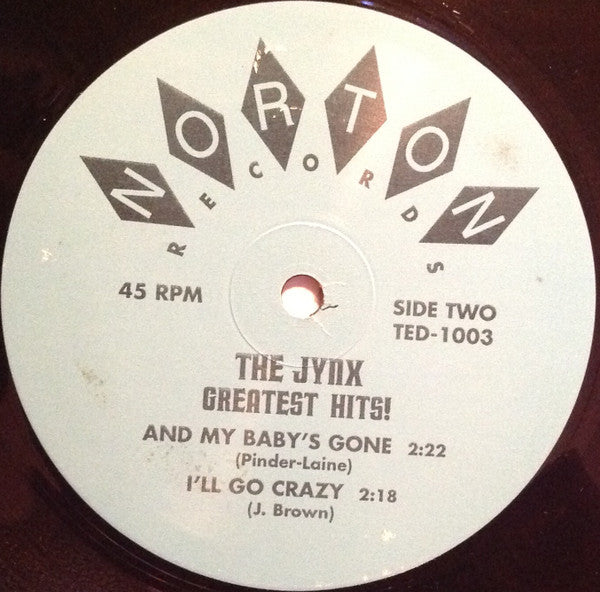 NORTON
RECORDS
45 RPM
SIDE TWO
TED-1003
THE JYNX
GREATEST HITS!
AND MY BABY'S GONE 2:22
(Pinder-Laine)
I'LL GO CRAZY 2:18
(J. Brown)